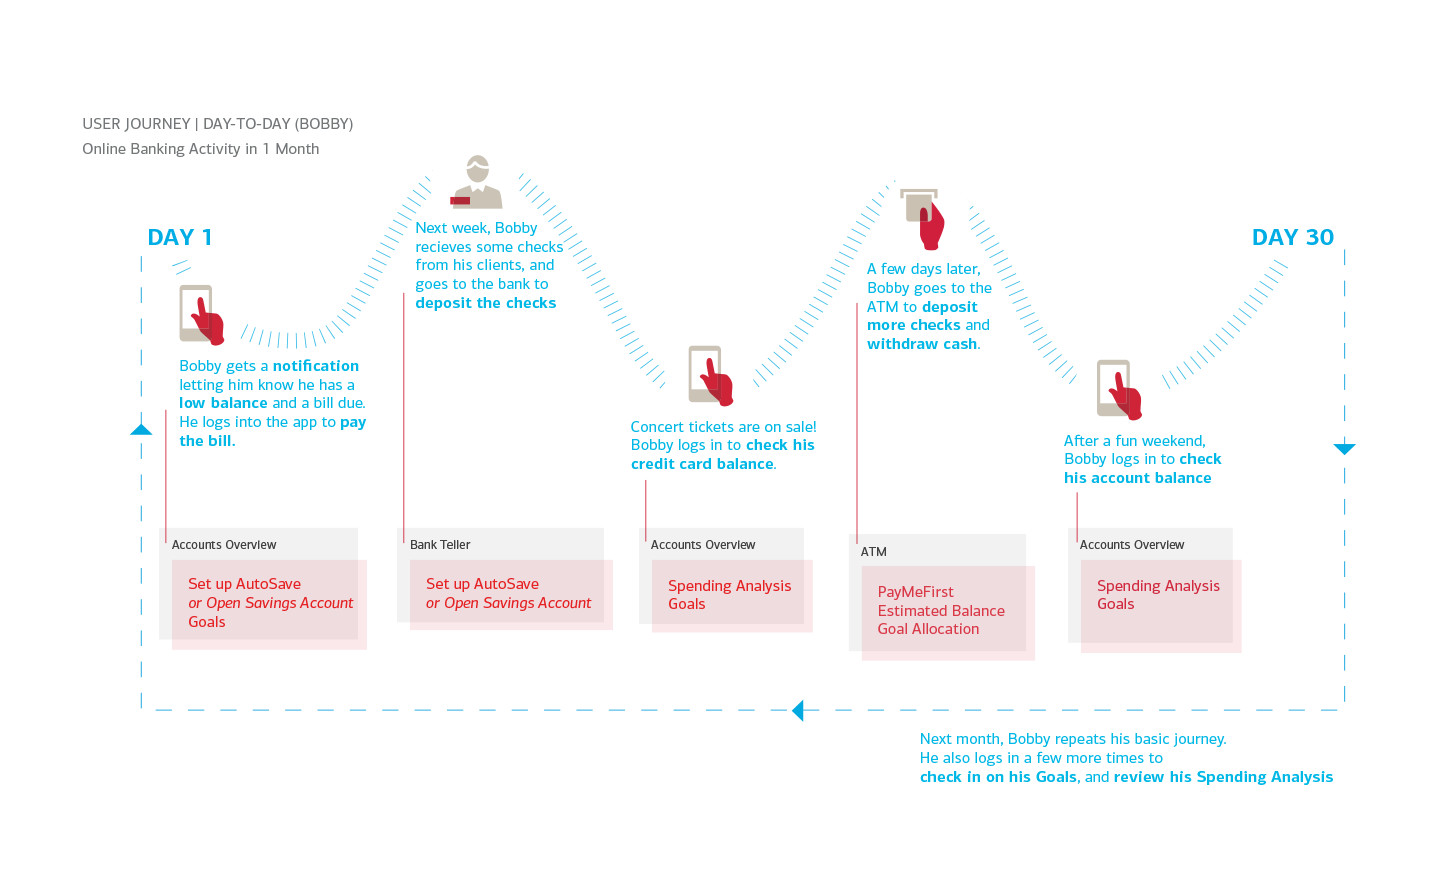 USER JOURNEY | DAY-TO-DAY (BOBBY)
Online Banking Activity in 1 Month
DAY 1
Bobby gets a notification
letting him know he has a
low balance and a bill due.
He logs into the app to pay
the bill.
Next week, Bobby
recieves some checks
from his clients, and
goes to the bank to
deposit the checks
Concert tickets are on sale!
Bobby logs in to check his
credit card balance.
A few days later,
Bobby goes to the
ATM to deposit
more checks and
withdraw cash.
After a fun weekend,
Bobby logs in to check
his account balance
DAY 30
Accounts Overview
Set up AutoSave
or Open Savings Account
Goals
Bank Teller
Set up AutoSave
or Open Savings Account
Accounts Overview
Spending Analysis
Goals
ATM
PayMeFirst
Estimated Balance
Goal Allocation
Accounts Overview
Spending Analysis
Goals
Next month, Bobby repeats his basic journey.
He also logs in a few more times to
check in on his Goals, and review his Spending Analysis